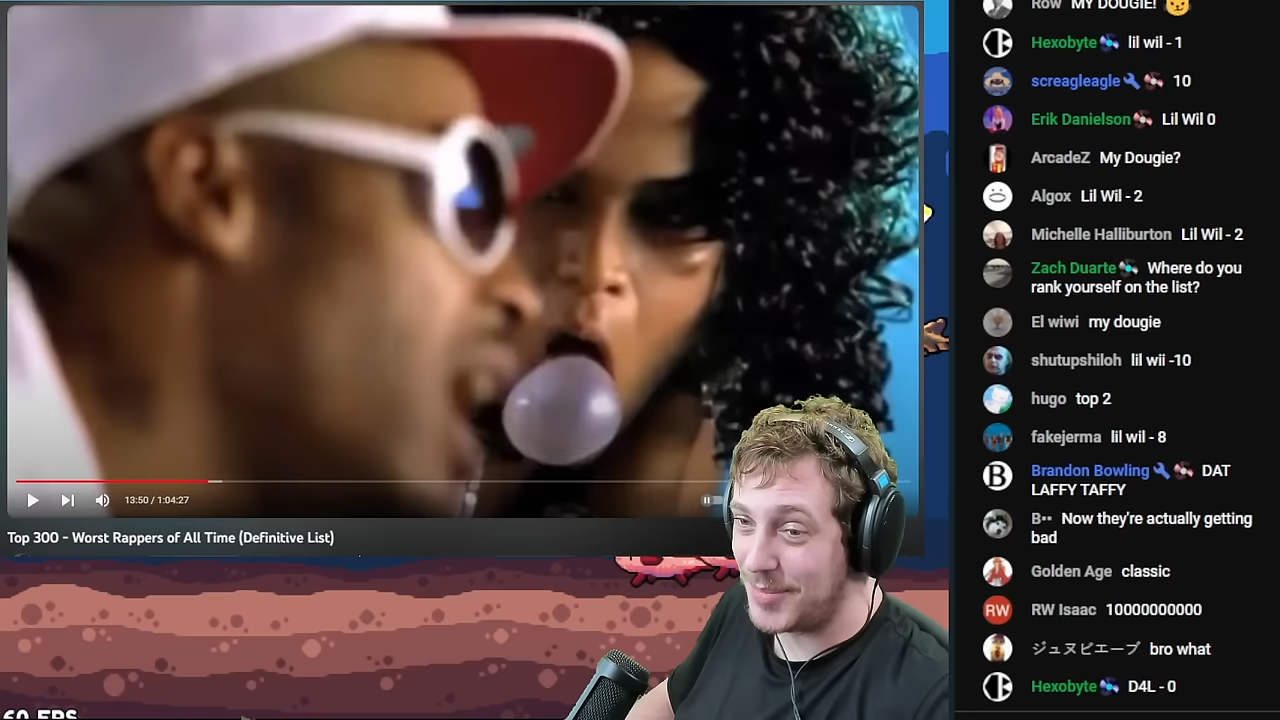 Row MY DOUGIE!
Hexobyte lil wil - 1
screagleagle 10
Erik Danielson Lil Wil 0
ArcadeZ My Dougie?
Algox Lil Wil - 2
Michelle Halliburton Lil Wil - 2
Zach Duarte Where do you
rank yourself on the list?
El wiwi my dougie
shutupshiloh lil wii -10
hugo top 2
fakejerma lil wil - 8
B
Brandon Bowling DAT
LAFFY TAFFY
B•• Now they're actually getting
bad
Golden Age classic
RW
RW Isaac 10000000000
ジュヌピエーブ bro what
Hexobyte D4L - 0
13:50 / 1:04:27
Top 300 - Worst Rappers of All Time (Definitive List)
60 FPS